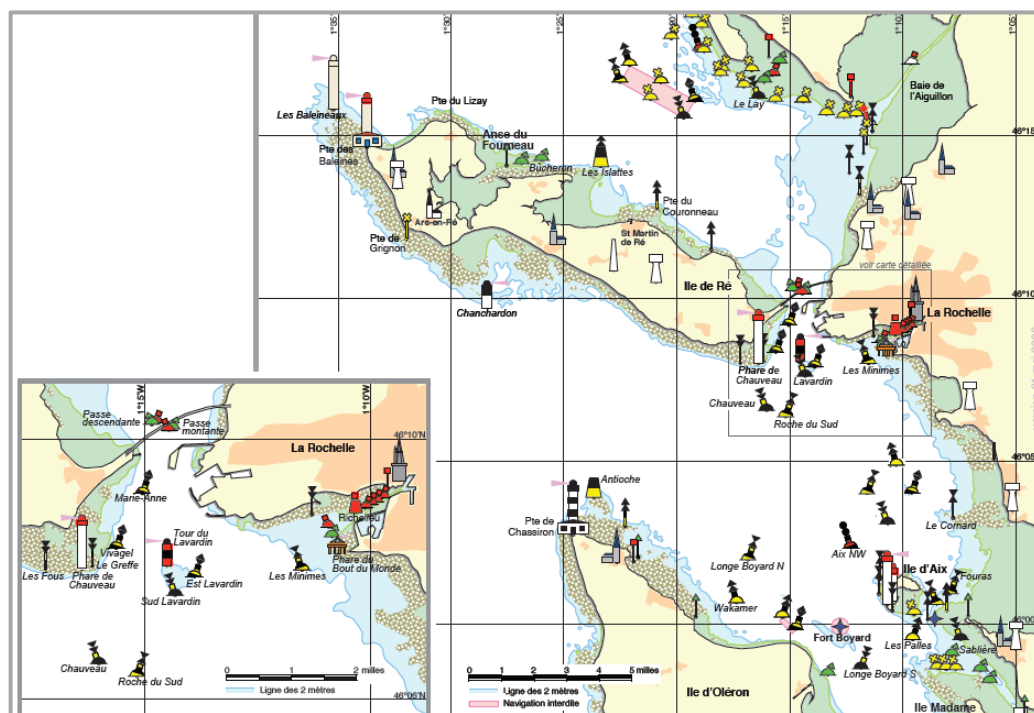 1°35
1°30
1°25
1°20
1°15
1°10
1°05
Les Baleineaux
Pte du Lizay
Le Lay
Baie de
l'Aiguillon
46°15
Pte des
Baleines
Anse du
Fourneau
Bucheron
Les Islattes
Ars-en-Ré
Pte du
Couronneau
St Martin
de Ré
Pte de
Grignon
voir carte détaillée
Ile de Ré
46°10
Chanchardon
La Rochelle
Phare de
Chauveau
Lavardin
Les Minimes
Chauveau
Roche du Sud
46°05
Antioche
Pte de
Chassiron
Le Cornard
Aix NW
Longe Boyard N
Ile d'Aix
Fouras
Wakamer
46°00
Fort Boyard
Les Palles
Sablière
Longe Boyard S
Ile d'Oléron
Ile Madame
0 1 2 3 4 5 milles
Ligne des 2 mètres
Navigation interdite
1°15'W
1°10'W
Passe
descendante
Passe
montante
46°10'N
La Rochelle
Marie-Anne
Richelieu
Tour du
Lavardin
Vivagel
Le Greffe
Les Fous
Phare de
Chauveau
Est Lavardin
Sud Lavardin
Les Minimes
Phare du
Bout du Monde
Chauveau
Roche du Sud
0 1 2 milles
Ligne des 2 mètres
46°06'N